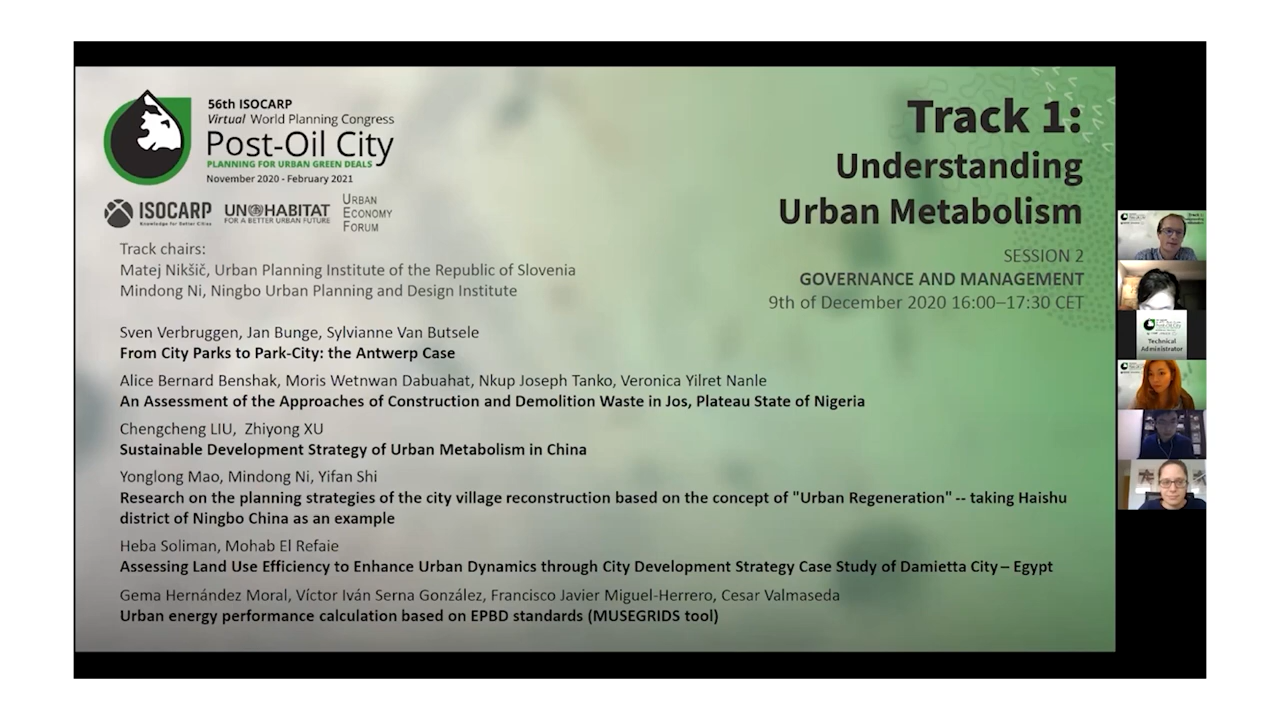 56th ISOCARP
Virtual World Planning Congress
Post-Oil City
PLANNING FOR URBAN GREEN DEALS
November 2020 - February 2021
ISOCARP
Knowledge for Better Cities
UN HABITAT
FOR A BETTER URBAN FUTURE
URBAN
ECONOMY
FORUM
Track 1:
Understanding
Urban Metabolism
SESSION 2
GOVERNANCE AND MANAGEMENT
9th of December 2020 16:00–17:30 CET
Track chairs:
Matej Nikšič, Urban Planning Institute of the Republic of Slovenia
Mindong Ni, Ningbo Urban Planning and Design Institute
Sven Verbruggen, Jan Bunge, Sylvianne Van Butsele
From City Parks to Park-City: the Antwerp Case
Alice Bernard Benshak, Moris Wetnwan Dabuahat, Nkup Joseph Tanko, Veronica Yilret Nanle
An Assessment of the Approaches of Construction and Demolition Waste in Jos, Plateau State of Nigeria
Chengcheng LIU, Zhiyong XU
Sustainable Development Strategy of Urban Metabolism in China
Yonglong Mao, Mindong Ni, Yifan Shi
Research on the planning strategies of the city village reconstruction based on the concept of "Urban Regeneration" -- taking Haishu
district of Ningbo China as an example
Heba Soliman, Mohab El Refaie
Assessing Land Use Efficiency to Enhance Urban Dynamics through City Development Strategy Case Study of Damietta City – Egypt
Gema Hernández Moral, Víctor Iván Serna González, Francisco Javier Miguel-Herrero, Cesar Valmaseda
Urban energy performance calculation based on EPBD standards (MUSEGRIDS tool)
Technical
Administrator